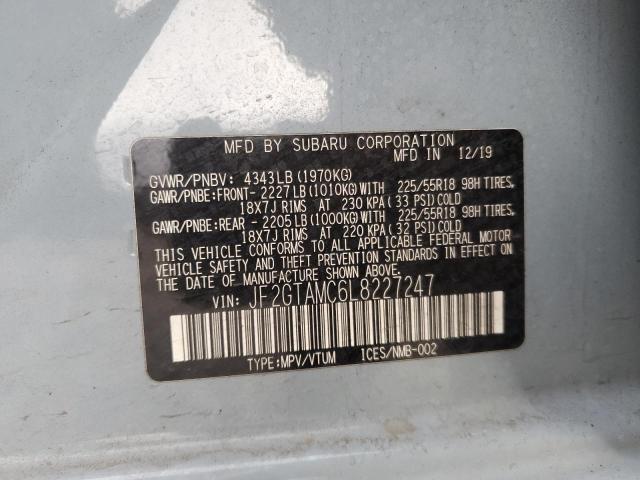 MFD BY SUBARU CORPORATION
MFD IN 12/19
GVWR/PNBV: 4343LB(1970KG)
GAWR/PNBE:FRONT- 2227LB(1010KG)WITH 225/55R18 98H TIRES,
18X7J RIMS AT 230 KPA( 33 PSI)COLD
GAWR/PNBE:REAR - 2205LB(1000KG)WITH 225/55R18 98H TIRES,
18X7J RIMS AT 220 KPA( 32 PSI)COLD
THIS VEHICLE CONFORMS TO ALL APPLICABLE FEDERAL MOTOR
VEHICLE SAFETY AND THEFT PREVENTION STANDARDS IN EFFECT ON
THE DATE OF MANUFACTURE SHOWN ABOVE.
VIN: JF2GTAMC6L8227247
TYPE:MPV/VTUM ICES/NMB-002